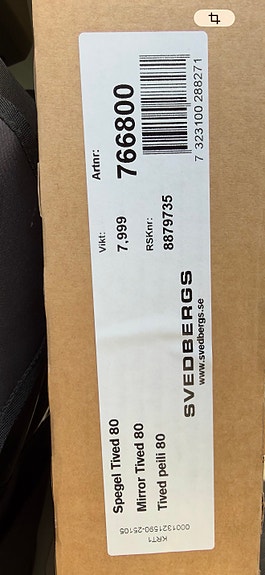 Artnr:
766800
7 323100 288271
Vikt:
7,999
RSKnr:
8879735
SVEDBERGS
www.svedbergs.se
Spegel Tived 80
Mirror Tived 80
Tived peili 80
KRT1
0001321590-25105